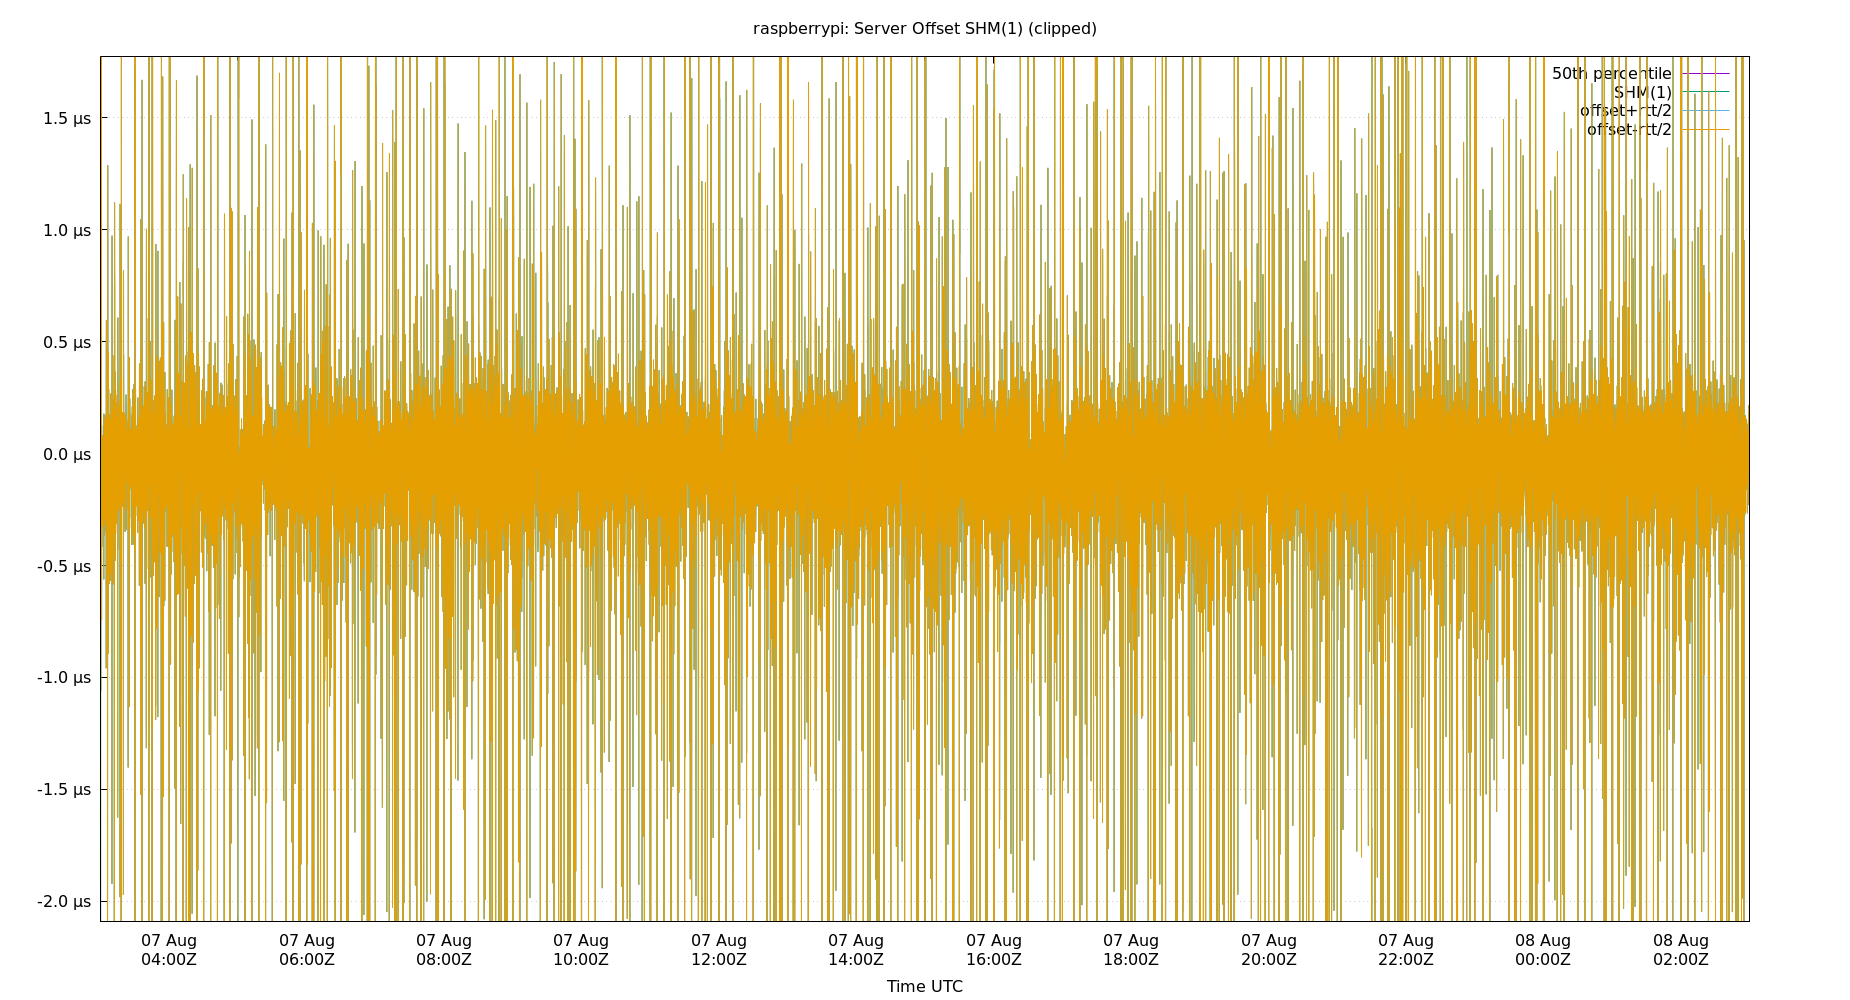 raspberrypi: Server Offset SHM(1) (clipped)
50th percentile
SHM(1)
offset+rtt/2
offset-rtt/2
1.5 µs
1.0 µs
0.5 µs
0.0 µs
-0.5 µs
-1.0 µs
-1.5 µs
-2.0 µs
07 Aug 07 Aug 07 Aug 07 Aug 07 Aug 07 Aug 07 Aug 07 Aug 07 Aug 07 Aug 08 Aug 08 Aug
04:00Z 06:00Z 08:00Z 10:00Z 12:00Z 14:00Z 16:00Z 18:00Z 20:00Z 22:00Z 00:00Z 02:00Z
Time UTC